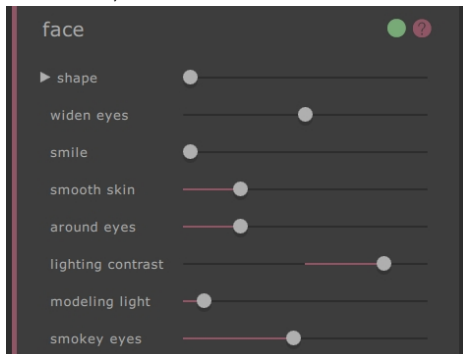 face
?
shape
widen eyes
smile
smooth skin
around eyes
lighting contrast
modeling light
smokey eyes